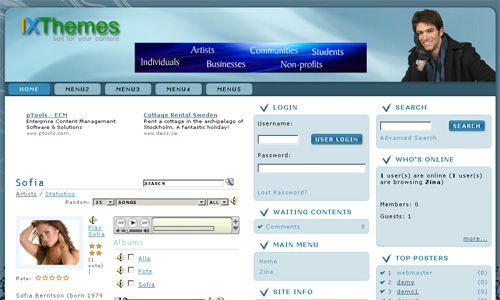 IXThemes
suit for your content
Artists Communities Students
Individuals Businesses Non-profits
HOME MENU2 MENU3 MENU4 MENU5
pTools - ECM
Enterprise Content Management
Software & Solutions
www.ptools.com
Cottage Rental Sweden
Rent a cottage in the archipelago of
Stockholm. A fantastic holiday!
www.dacc.se
Sofia
SEARCH
Artists / Statistics
Random: 25 SONGS ALL
Play
Sofia
(1
vote)
Rate:
Albums
Alla
Pote
Sofia
Sofia Berntson (born 1979
LOGIN
Username:
USER LOGIN
Password:
Lost Password?
WAITING CONTENTS
Comments 0
MAIN MENU
Home
Zina
SITE INFO
SEARCH
SEARCH
Advanced Search
WHO'S ONLINE
1 user(s) are online (1 user(s)
are browsing Zina)
Members: 0
Guests: 1
more...
TOP POSTERS
1 webmaster (0)
2 demo (0)
3 demo1 (0)